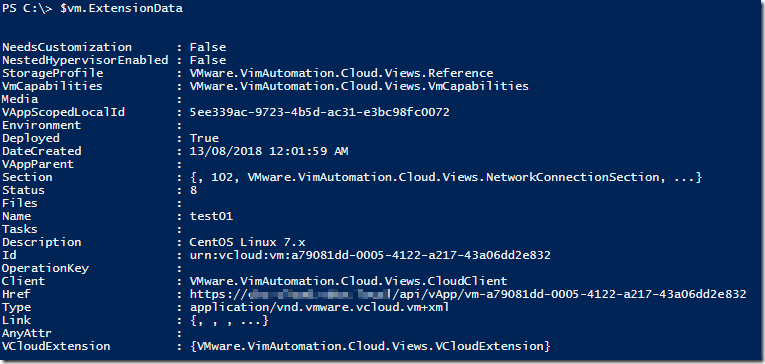 PS C:\> $vm.ExtensionData
NeedsCustomization : False
NestedHypervisorEnabled : False
StorageProfile : VMware.VimAutomation.Cloud.Views.Reference
VmCapabilities : VMware.VimAutomation.Cloud.Views.VmCapabilities
Media :
VAppScopedLocalId : 5ee339ac-9723-4b5d-ac31-e3bc98fc0072
Environment :
Deployed : True
DateCreated : 13/08/2018 12:01:59 AM
VAppParent :
Section : {, 102, VMware.VimAutomation.Cloud.Views.NetworkConnectionSection, ...}
Status : 8
Files :
Name : test01
Tasks :
Description : CentOS Linux 7.x
Id : urn:vcloud:vm:a79081dd-0005-4122-a217-43a06dd2e832
OperationKey :
Client : VMware.VimAutomation.Cloud.Views.CloudClient
Href : https:///api/vApp/vm-a79081dd-0005-4122-a217-43a06dd2e832
Type : application/vnd.vmware.vcloud.vm+xml
Link : {, , , ...}
AnyAttr :
VCloudExtension : {VMware.VimAutomation.Cloud.Views.VCloudExtension}